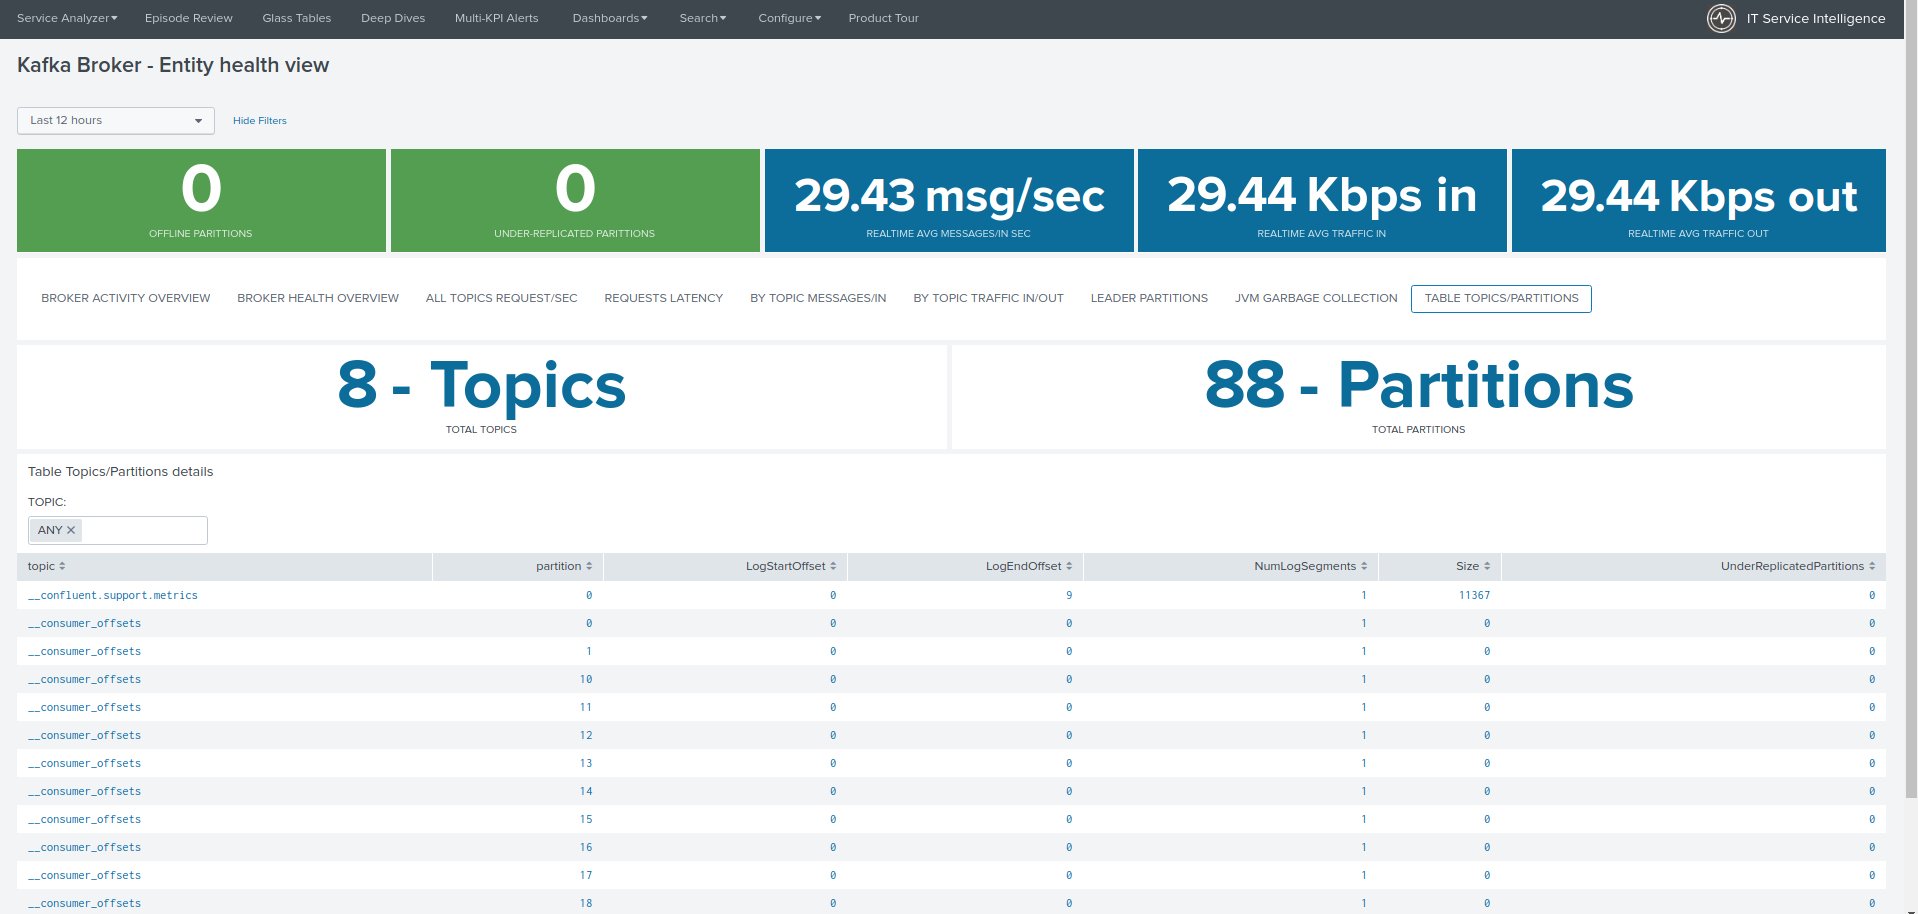 Service Analyzer Episode Review Glass Tables Deep Dives Multi-KPI Alerts Dashboards Search Configure Product Tour IT Service Intelligence
Kafka Broker - Entity health view
Last 12 hours Hide Filters
0 0 29.43 msg/sec 29.44 Kbps in 29.44 Kbps out
OFFLINE PARITTIONS UNDER-REPLICATED PARITTIONS REALTIME AVG MESSAGES/IN SEC REALTIME AVG TRAFFIC IN REALTIME AVG TRAFFIC OUT
BROKER ACTIVITY OVERVIEW BROKER HEALTH OVERVIEW ALL TOPICS REQUEST/SEC REQUESTS LATENCY BY TOPIC MESSAGES/IN BY TOPIC TRAFFIC IN/OUT LEADER PARTITIONS JVM GARBAGE COLLECTION TABLE TOPICS/PARTITIONS
8 - Topics 88 - Partitions
TOTAL TOPICS TOTAL PARTITIONS
Table Topics/Partitions details
TOPIC:
ANY ✕
topic partition LogStartOffset LogEndOffset NumLogSegments Size UnderReplicatedPartitions
__confluent.support.metrics 0 0 9 1 11367 0
__consumer_offsets 0 0 0 1 0 0
__consumer_offsets 1 0 0 1 0 0
__consumer_offsets 10 0 0 1 0 0
__consumer_offsets 11 0 0 1 0 0
__consumer_offsets 12 0 0 1 0 0
__consumer_offsets 13 0 0 1 0 0
__consumer_offsets 14 0 0 1 0 0
__consumer_offsets 15 0 0 1 0 0
__consumer_offsets 16 0 0 1 0 0
__consumer_offsets 17 0 0 1 0 0
__consumer_offsets 18 0 0 1 0 0